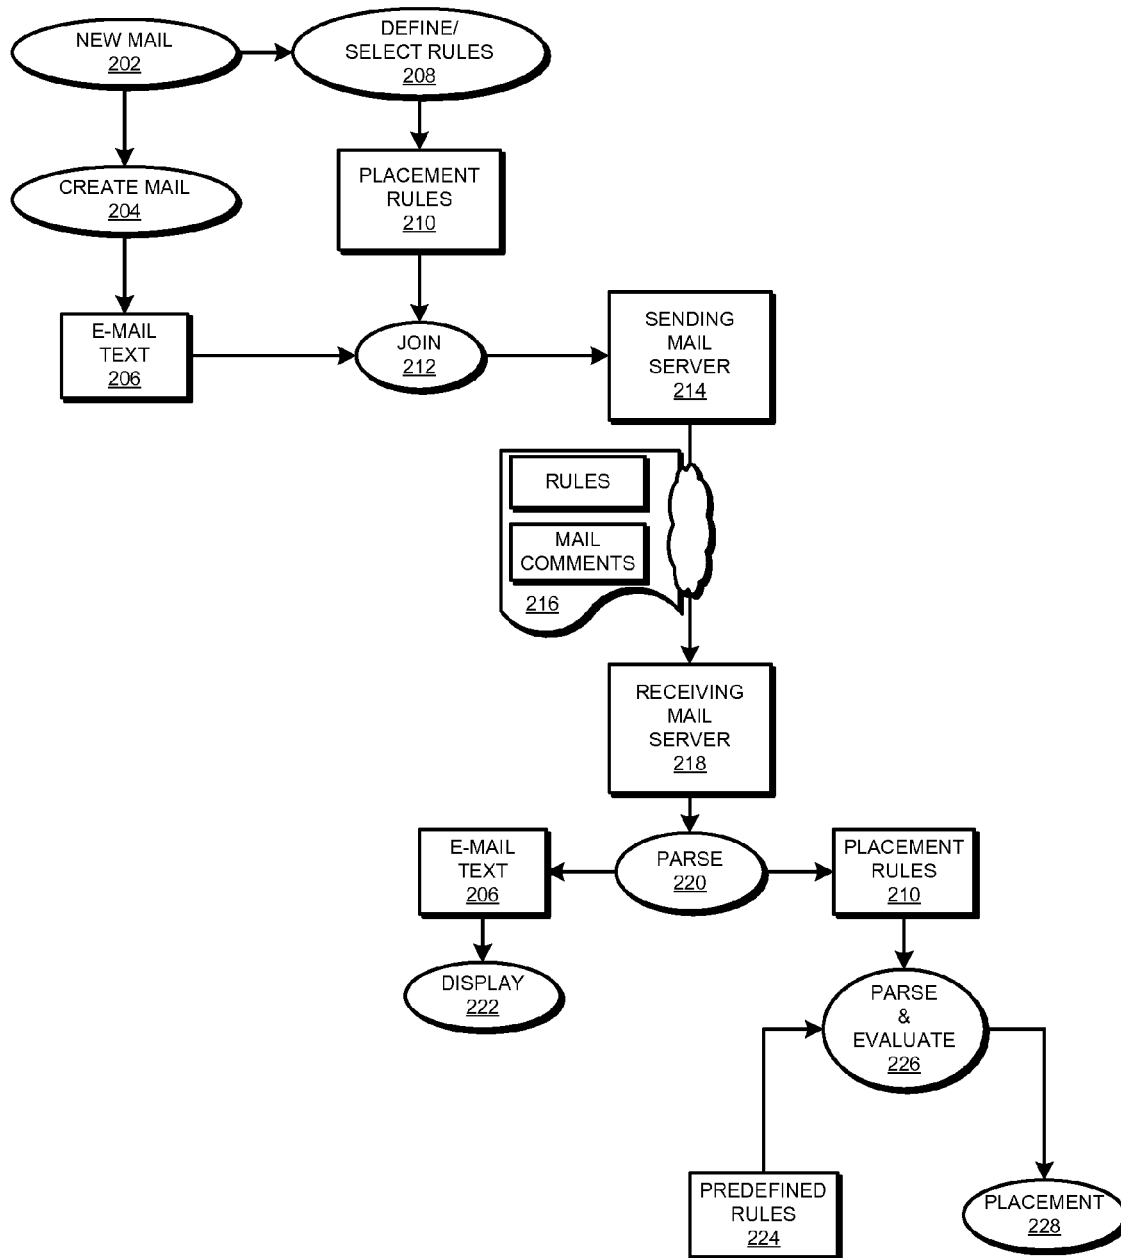 NEW MAIL
202
DEFINE/
SELECT RULES
208
CREATE MAIL
204
PLACEMENT
RULES
210
E-MAIL
TEXT
206
JOIN
212
SENDING
MAIL
SERVER
214
RULES
MAIL
COMMENTS
216
RECEIVING
MAIL
SERVER
218
E-MAIL
TEXT
206
PARSE
220
PLACEMENT
RULES
210
DISPLAY
222
PARSE
&
EVALUATE
226
PREDEFINED
RULES
224
PLACEMENT
228